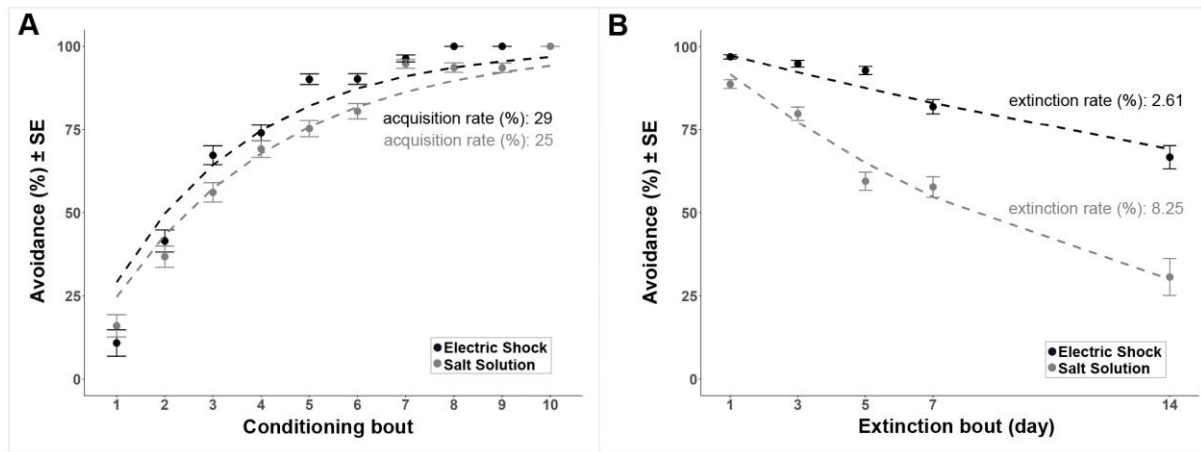 A
Avoidance (%) ± SE
100
75
50
25
0
acquisition rate (%): 29
acquisition rate (%): 25
Electric Shock
Salt Solution
1 2 3 4 5 6 7 8 9 10
Conditioning bout
B
Avoidance (%) ± SE
100
75
50
25
0
extinction rate (%): 2.61
extinction rate (%): 8.25
Electric Shock
Salt Solution
1 3 5 7 14
Extinction bout (day)